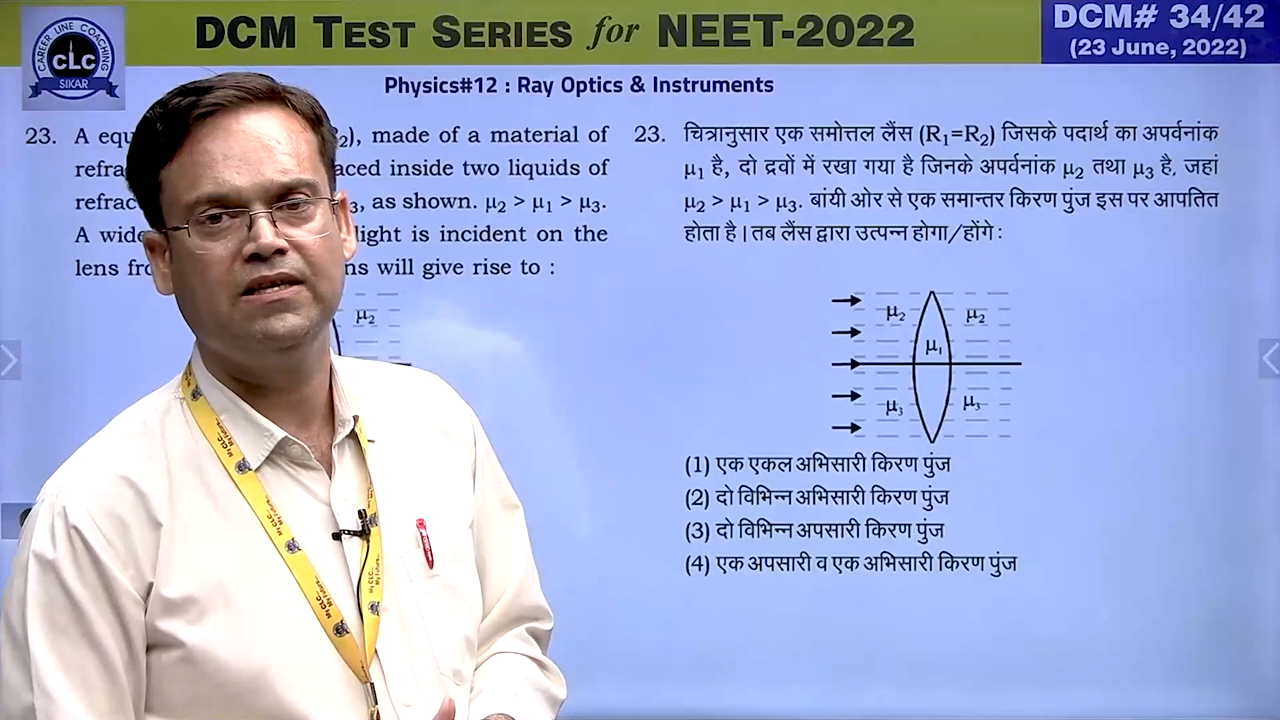 DCM TEST SERIES for NEET-2022
DCM# 34/42
(23 June, 2022)
CAREER LINE COACHING
CLC
SIKAR
Physics#12 : Ray Optics & Instruments
23. A equ 2), made of a material of
refra aced inside two liquids of
refrac 3, as shown. μ2 > μ1 > μ3.
A wide light is incident on the
lens fro ns will give rise to :
μ2
23. चित्रानुसार एक समोत्तल लैंस (R1=R2) जिसके पदार्थ का अपर्वनांक
μ1 है, दो द्रवों में रखा गया है जिनके अपर्वनांक μ2 तथा μ3 है, जहां
μ2 > μ1 > μ3. बांयी ओर से एक समान्तर किरण पुंज इस पर आपतित
होता है। तब लैंस द्वारा उत्पन्न होगा/होंगे :
μ2 μ2
μ1
μ3 μ3
(1) एक एकल अभिसारी किरण पुंज
(2) दो विभिन्न अभिसारी किरण पुंज
(3) दो विभिन्न अपसारी किरण पुंज
(4) एक अपसारी व एक अभिसारी किरण पुंज